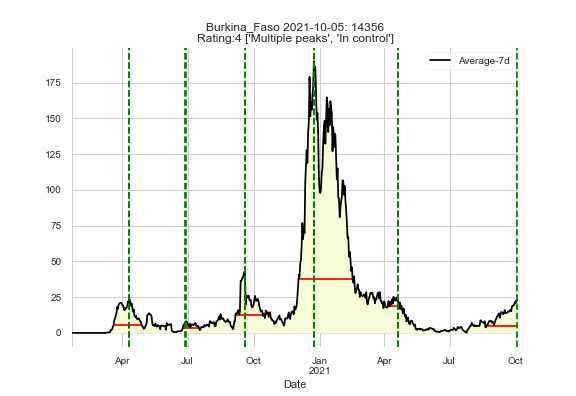 Burkina_Faso 2021-10-05: 14356
Rating:4 ['Multiple peaks', 'In control']
Average-7d
175
150
125
100
75
50
25
0
Apr Jul Oct Jan Apr Jul Oct
2021
Date